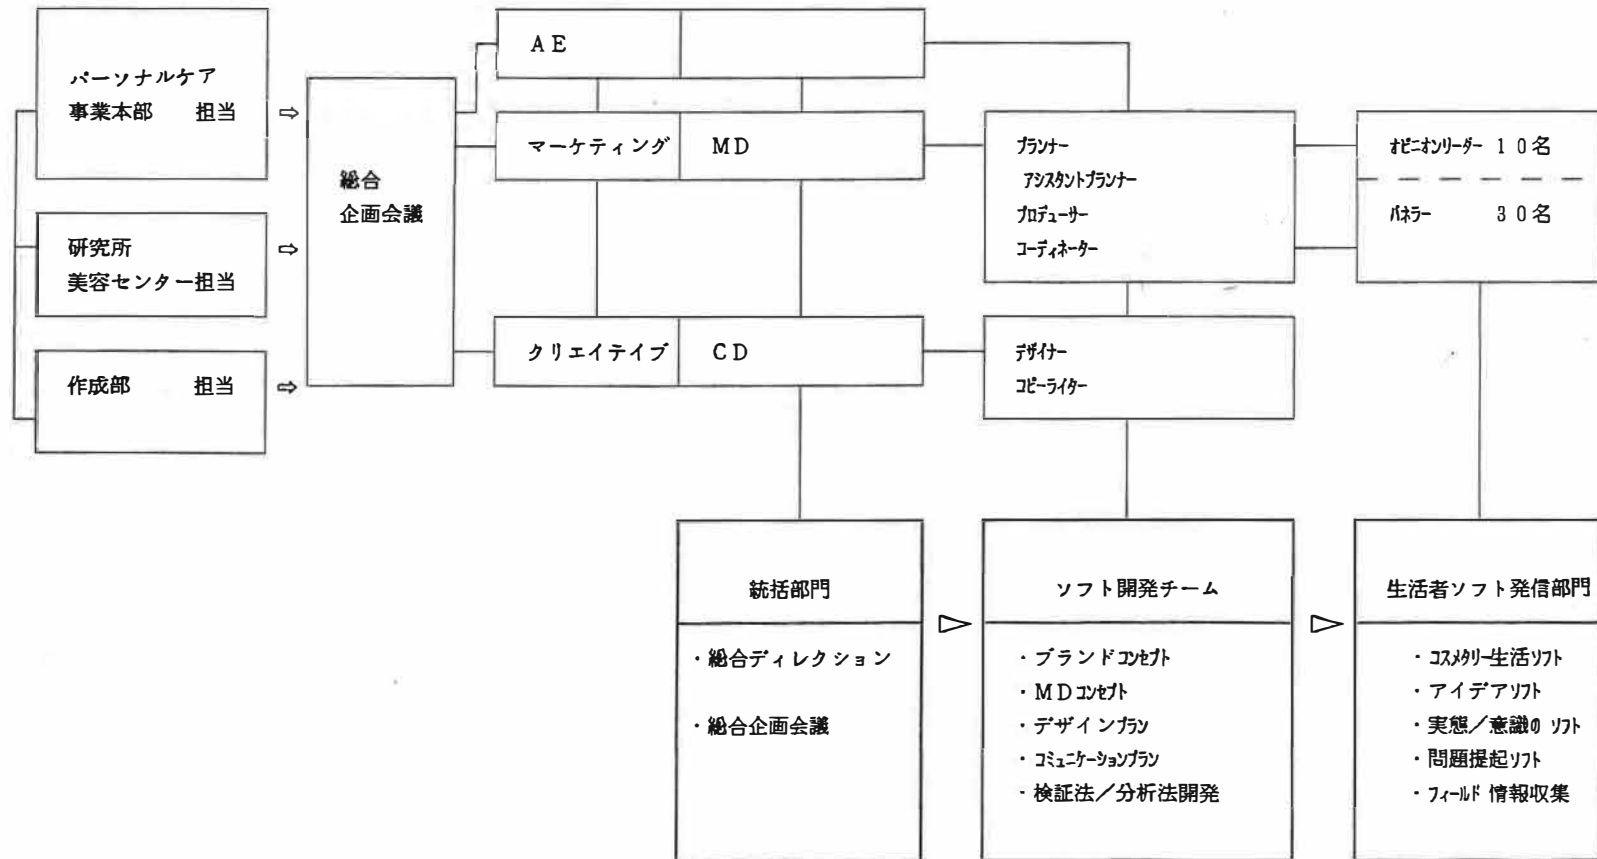 パーソナルケア
事業本部 担当
研究所
美容センター担当
作成部 担当
⇨
⇨
⇨
総合
企画会議
AE
マーケティング MD
クリエイテイブ CD
プランナー
アシスタントプランナー
プロデューサー
コーディネーター
デザイナー
コピーライター
オピニオンリーダー 10名
パネラー 30名
統括部門
・総合ディレクション
・総合企画会議
ソフト開発チーム
・ブランドコンセプト
・MDコンセプト
・デザインプラン
・コミュニケーションプラン
・検証法/分析法開発
生活者ソフト発信部門
・コスメタリー生活ソフト
・アイデアソフト
・実態/意識のソフト
・問題提起ソフト
・フィールド情報収集